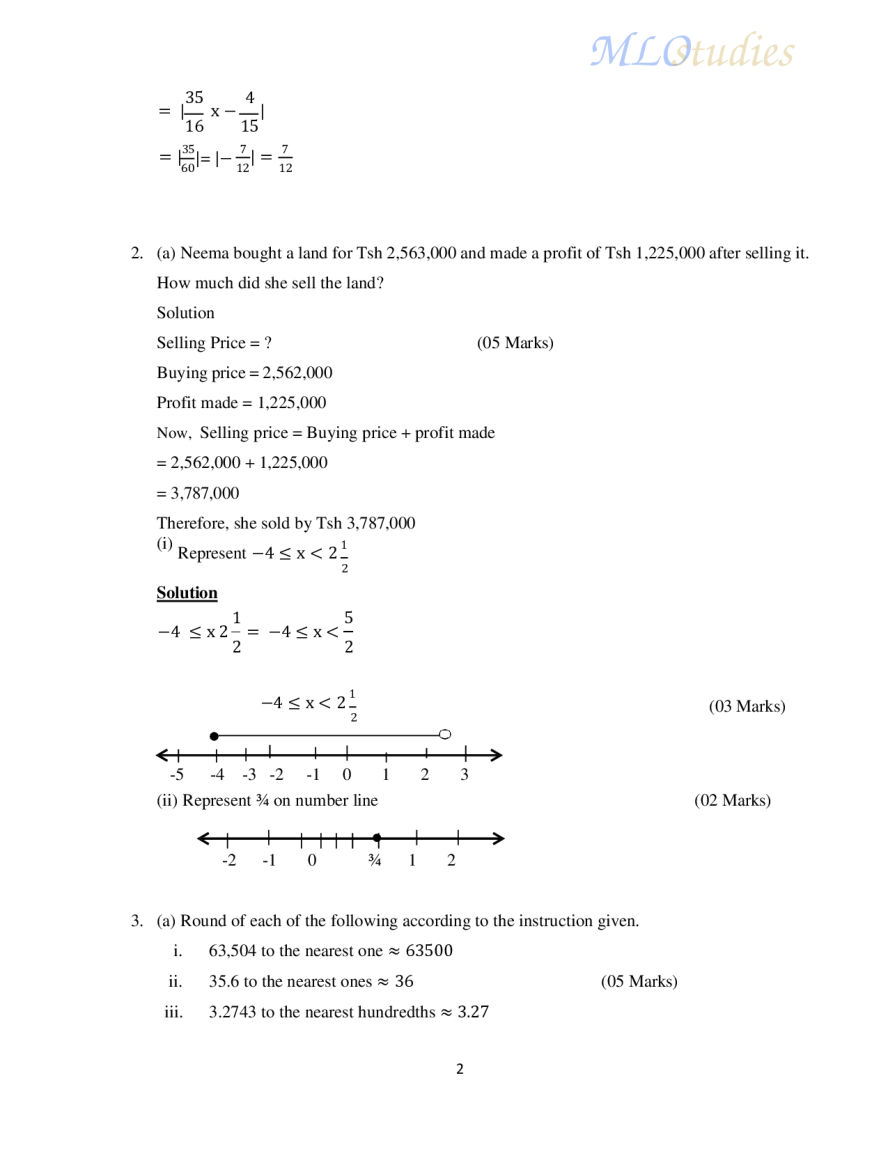 MLOstudies
= |35/16 x − 4/15|
= |35/60|= |− 7/12| = 7/12
2. (a) Neema bought a land for Tsh 2,563,000 and made a profit of Tsh 1,225,000 after selling it.
How much did she sell the land?
Solution
Selling Price = ? (05 Marks)
Buying price = 2,562,000
Profit made = 1,225,000
Now, Selling price = Buying price + profit made
= 2,562,000 + 1,225,000
= 3,787,000
Therefore, she sold by Tsh 3,787,000
(i) Represent −4 ≤ x < 2 1/2
Solution
−4 ≤ x 2 1/2 = −4 ≤ x < 5/2
−4 ≤ x < 2 1/2 (03 Marks)
-5 -4 -3 -2 -1 0 1 2 3
(ii) Represent ¾ on number line (02 Marks)
-2 -1 0 ¾ 1 2
3. (a) Round of each of the following according to the instruction given.
i. 63,504 to the nearest one ≈ 63500
ii. 35.6 to the nearest ones ≈ 36 (05 Marks)
iii. 3.2743 to the nearest hundredths ≈ 3.27
2